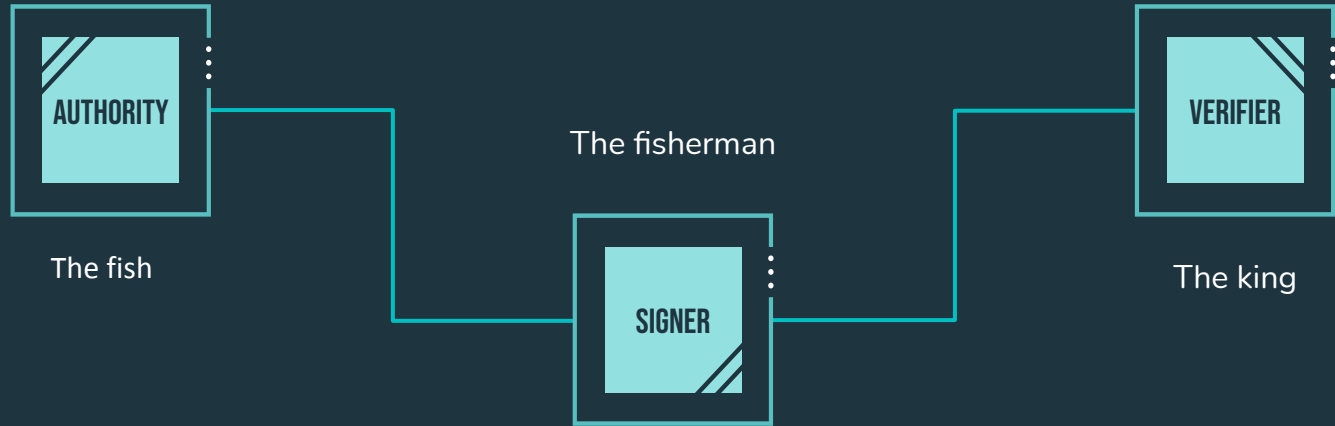 AUTHORITY
The fish
The fisherman
SIGNER
VERIFIER
The king